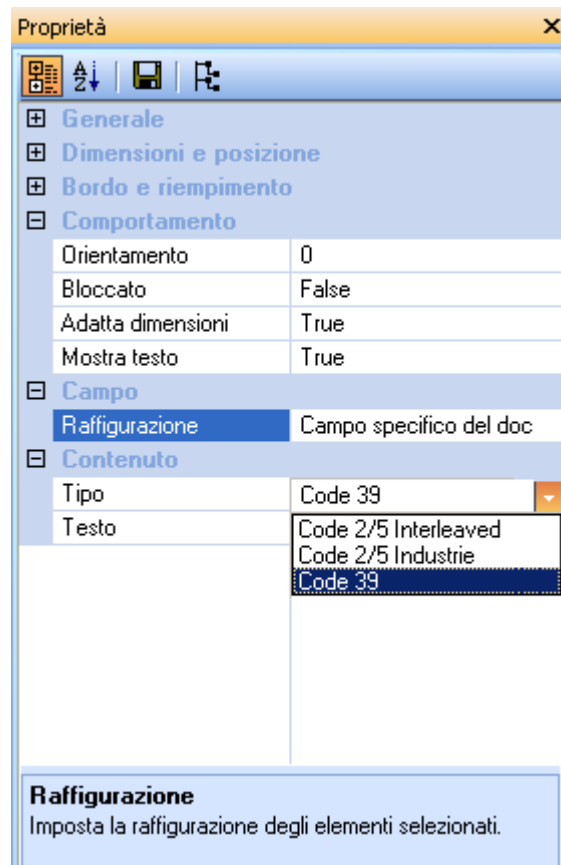 Proprietà
Generale
Dimensioni e posizione
Bordo e riempimento
Comportamento
Orientamento 0
Bloccato False
Adatta dimensioni True
Mostra testo True
Campo
Raffigurazione Campo specifico del doc
Contenuto
Tipo Code 39
Testo
Code 2/5 Interleaved
Code 2/5 Industrie
Code 39
Raffigurazione
Imposta la raffigurazione degli elementi selezionati.